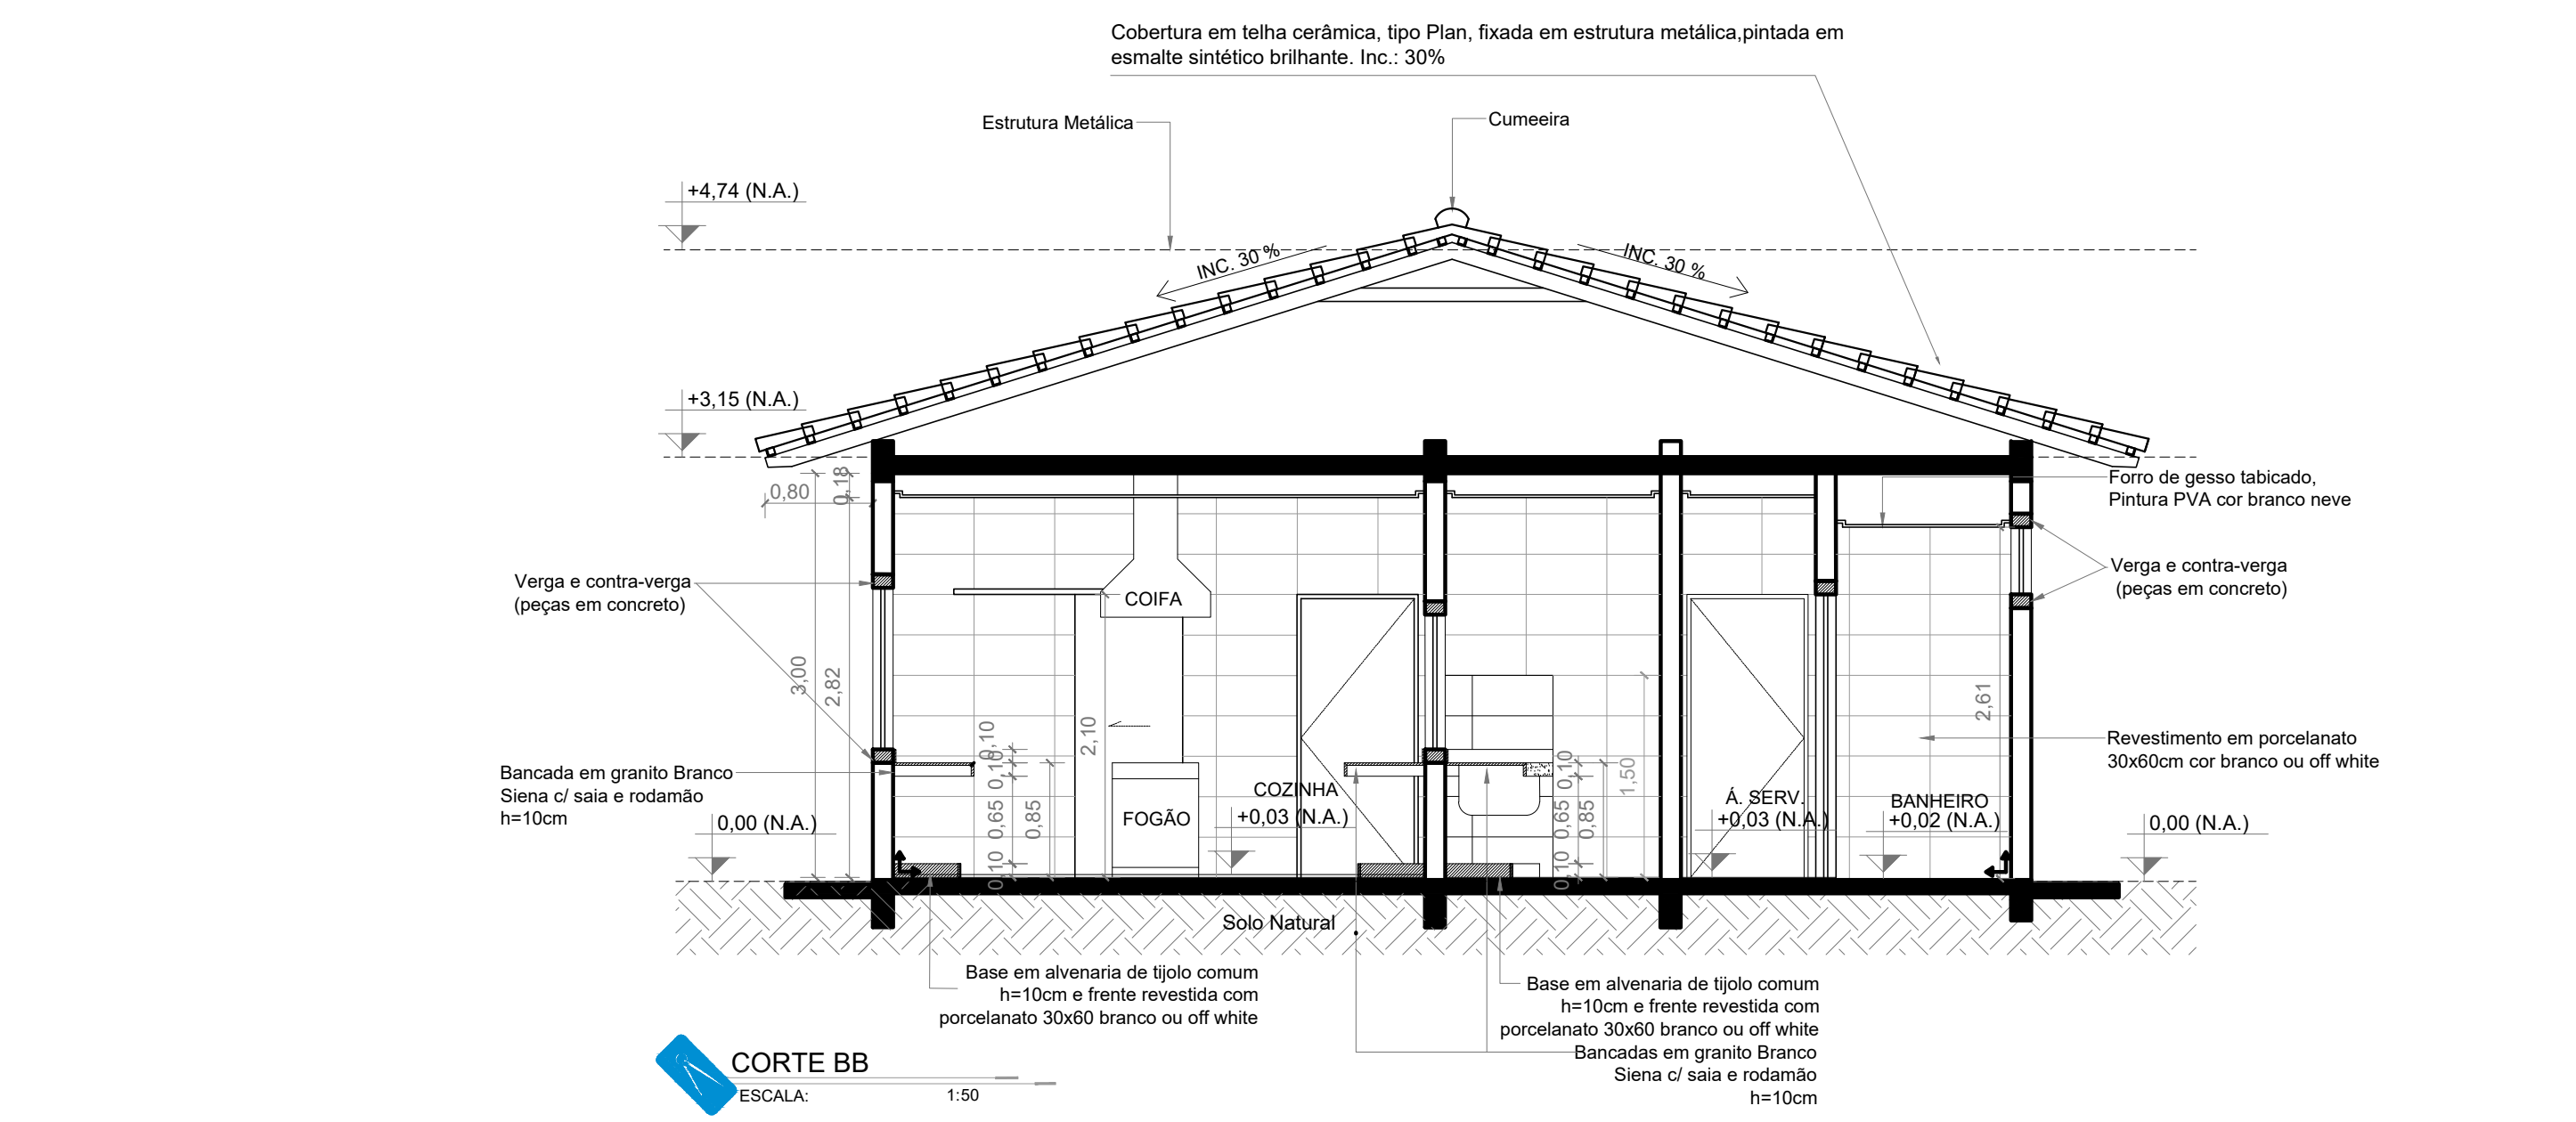 Cobertura em telha cerâmica, tipo Plan, fixada em estrutura metálica,pintada em
esmalte sintético brilhante. Inc.: 30%
Estrutura Metálica
Cumeeira
+4,74 (N.A.)
INC. 30 %
INC. 30 %
+3,15 (N.A.)
0,80
0,18
Forro de gesso tabicado,
Pintura PVA cor branco neve
Verga e contra-verga
(peças em concreto)
COIFA
Verga e contra-verga
(peças em concreto)
3,00
2,82
2,10
2,61
1,50
Revestimento em porcelanato
30x60cm cor branco ou off white
Bancada em granito Branco
Siena c/ saia e rodamão
h=10cm
0,10
0,10
0,65
0,10
0,85
FOGÃO
COZINHA
+0,03 (N.A.)
0,10
0,65
0,10
0,85
Á. SERV.
+0,03 (N.A.)
BANHEIRO
+0,02 (N.A.)
0,00 (N.A.)
0,00 (N.A.)
Solo Natural
Base em alvenaria de tijolo comum
h=10cm e frente revestida com
porcelanato 30x60 branco ou off white
Base em alvenaria de tijolo comum
h=10cm e frente revestida com
porcelanato 30x60 branco ou off white
Bancadas em granito Branco
Siena c/ saia e rodamão
h=10cm
CORTE BB
ESCALA: 1:50